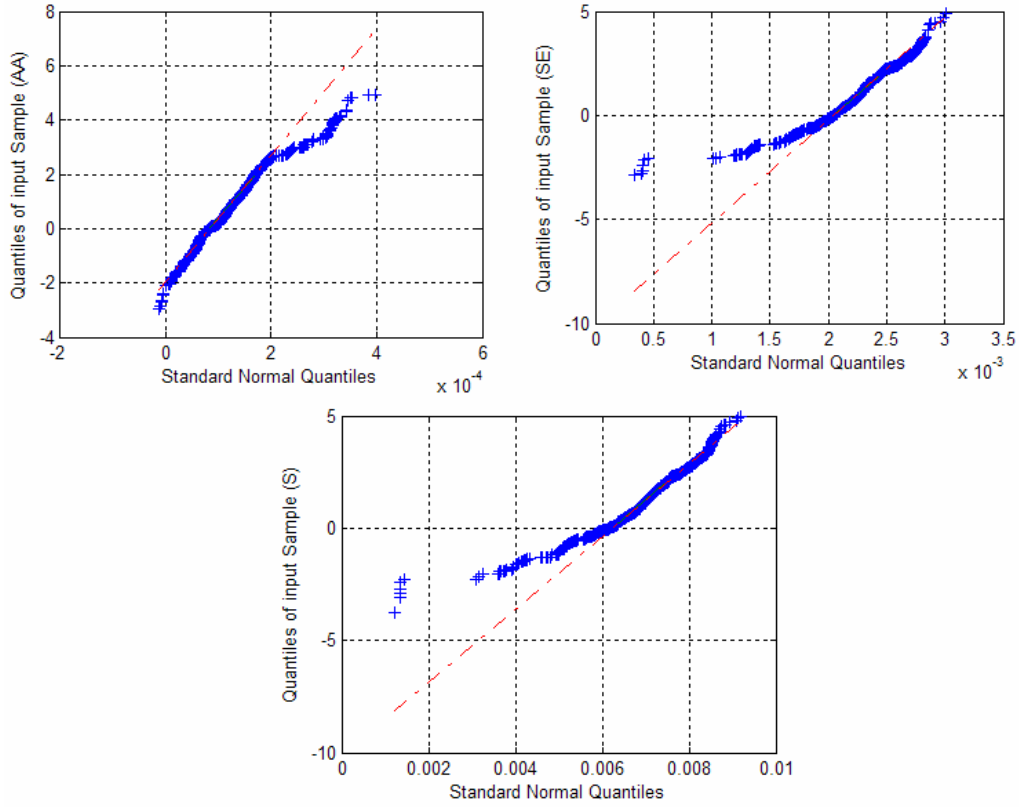 8
6
4
2
0
-2
-4
Quantiles of input Sample (AA)
-2 0 2 4 6
Standard Normal Quantiles
x 10^-4
5
0
-5
-10
Quantiles of input Sample (SE)
0 0.5 1 1.5 2 2.5 3 3.5
Standard Normal Quantiles
x 10^-3
5
0
-5
-10
Quantiles of input Sample (S)
0 0.002 0.004 0.006 0.008 0.01
Standard Normal Quantiles